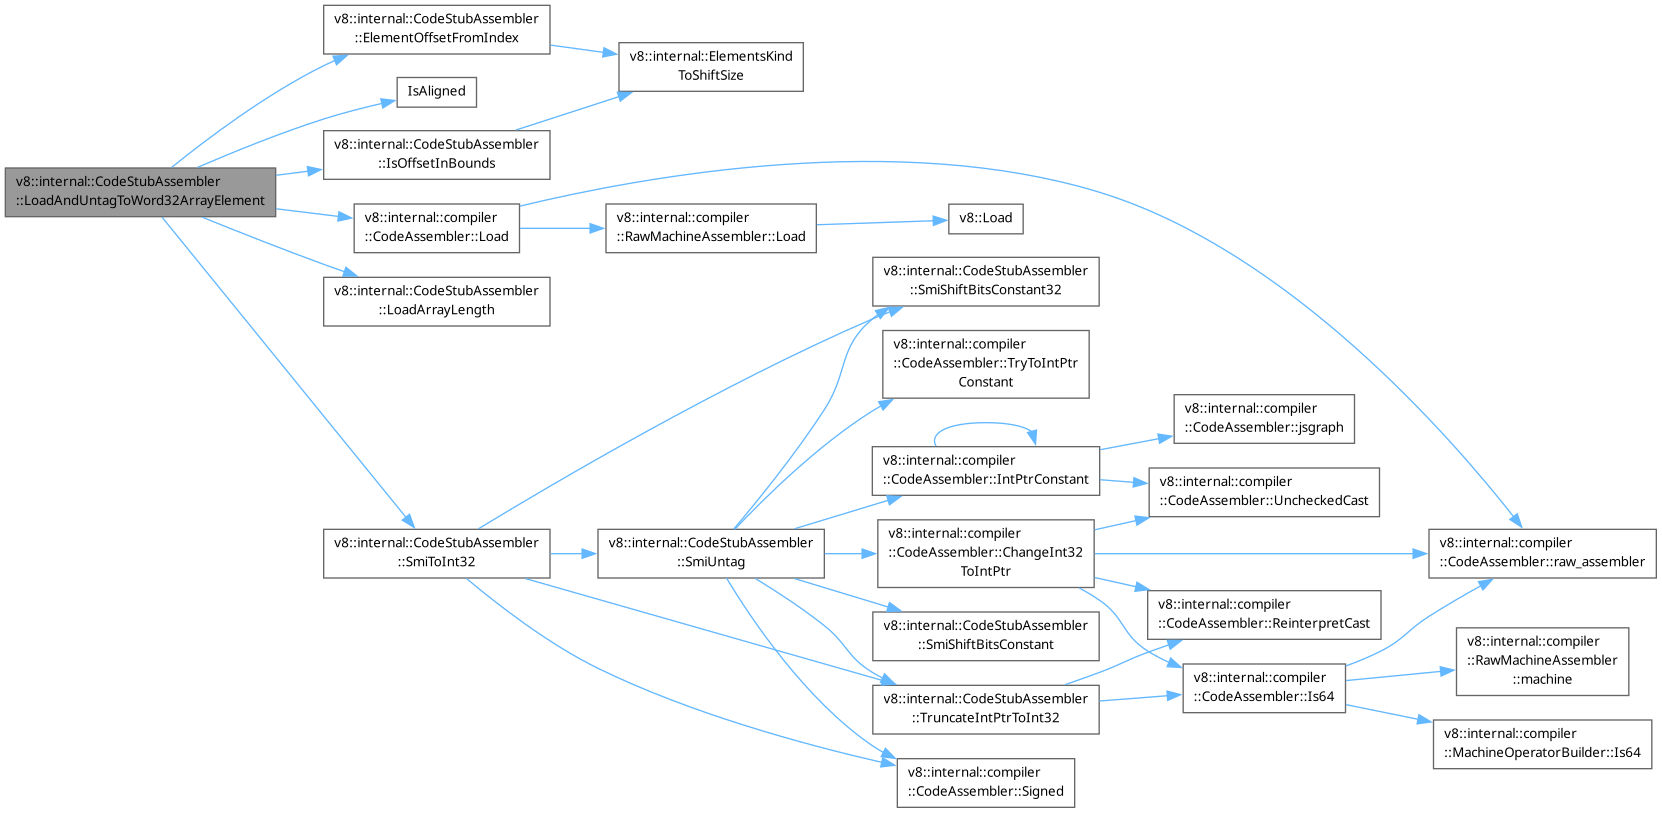 v8::internal::CodeStubAssembler
::LoadAndUntagToWord32ArrayElement
v8::internal::CodeStubAssembler
::ElementOffsetFromIndex
v8::internal::ElementsKind
ToShiftSize
IsAligned
v8::internal::CodeStubAssembler
::IsOffsetInBounds
v8::internal::compiler
::CodeAssembler::Load
v8::internal::compiler
::RawMachineAssembler::Load
v8::Load
v8::internal::CodeStubAssembler
::LoadArrayLength
v8::internal::CodeStubAssembler
::SmiShiftBitsConstant32
v8::internal::compiler
::CodeAssembler::TryToIntPtr
Constant
v8::internal::compiler
::CodeAssembler::IntPtrConstant
v8::internal::compiler
::CodeAssembler::jsgraph
v8::internal::compiler
::CodeAssembler::UncheckedCast
v8::internal::CodeStubAssembler
::SmiToInt32
v8::internal::CodeStubAssembler
::SmiUntag
v8::internal::compiler
::CodeAssembler::ChangeInt32
ToIntPtr
v8::internal::compiler
::CodeAssembler::raw_assembler
v8::internal::compiler
::CodeAssembler::ReinterpretCast
v8::internal::CodeStubAssembler
::SmiShiftBitsConstant
v8::internal::compiler
::RawMachineAssembler
::machine
v8::internal::compiler
::CodeAssembler::Is64
v8::internal::CodeStubAssembler
::TruncateIntPtrToInt32
v8::internal::compiler
::MachineOperatorBuilder::Is64
v8::internal::compiler
::CodeAssembler::Signed